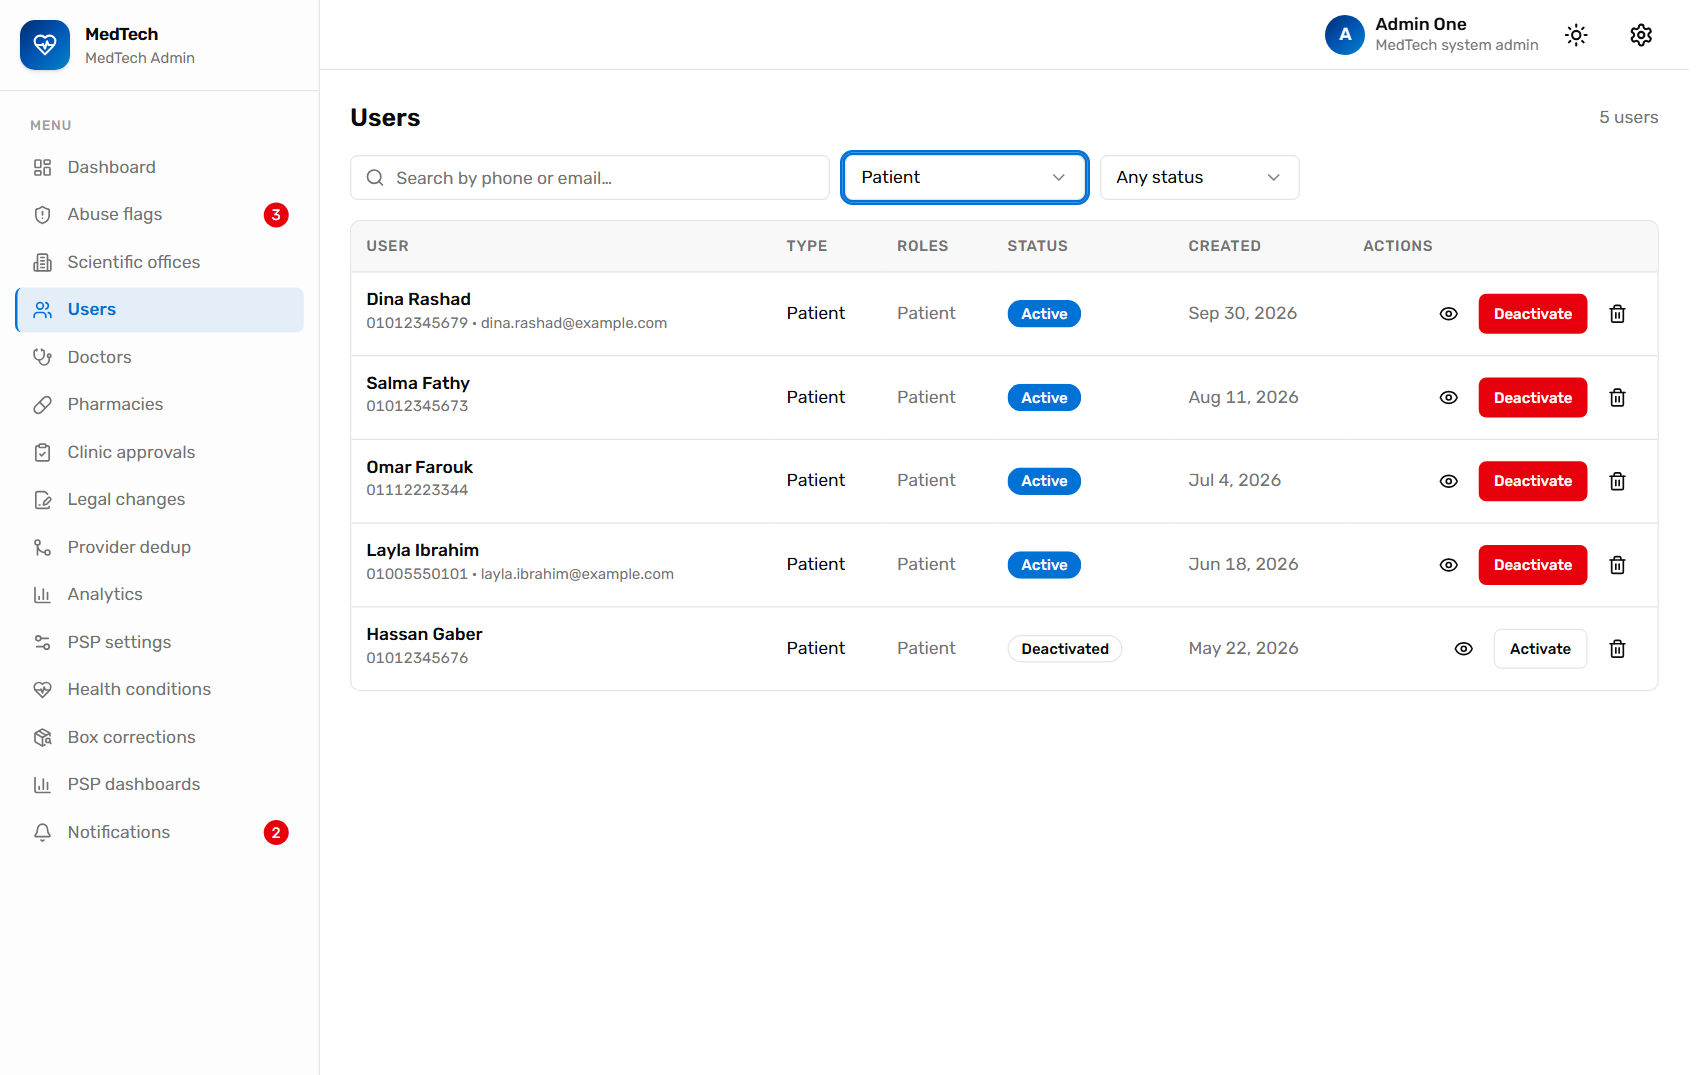 MedTech
MedTech Admin
A
Admin One
MedTech system admin
MENU
Dashboard
Abuse flags
3
Scientific offices
Users
Doctors
Pharmacies
Clinic approvals
Legal changes
Provider dedup
Analytics
PSP settings
Health conditions
Box corrections
PSP dashboards
Notifications
2
Users
5 users
Search by phone or email...
Patient
Any status
USER TYPE ROLES STATUS CREATED ACTIONS
Dina Rashad
01012345679 • dina.rashad@example.com
Patient Patient Active Sep 30, 2026 Deactivate
Salma Fathy
01012345673
Patient Patient Active Aug 11, 2026 Deactivate
Omar Farouk
01112223344
Patient Patient Active Jul 4, 2026 Deactivate
Layla Ibrahim
01005550101 • layla.ibrahim@example.com
Patient Patient Active Jun 18, 2026 Deactivate
Hassan Gaber
01012345676
Patient Patient Deactivated May 22, 2026 Activate